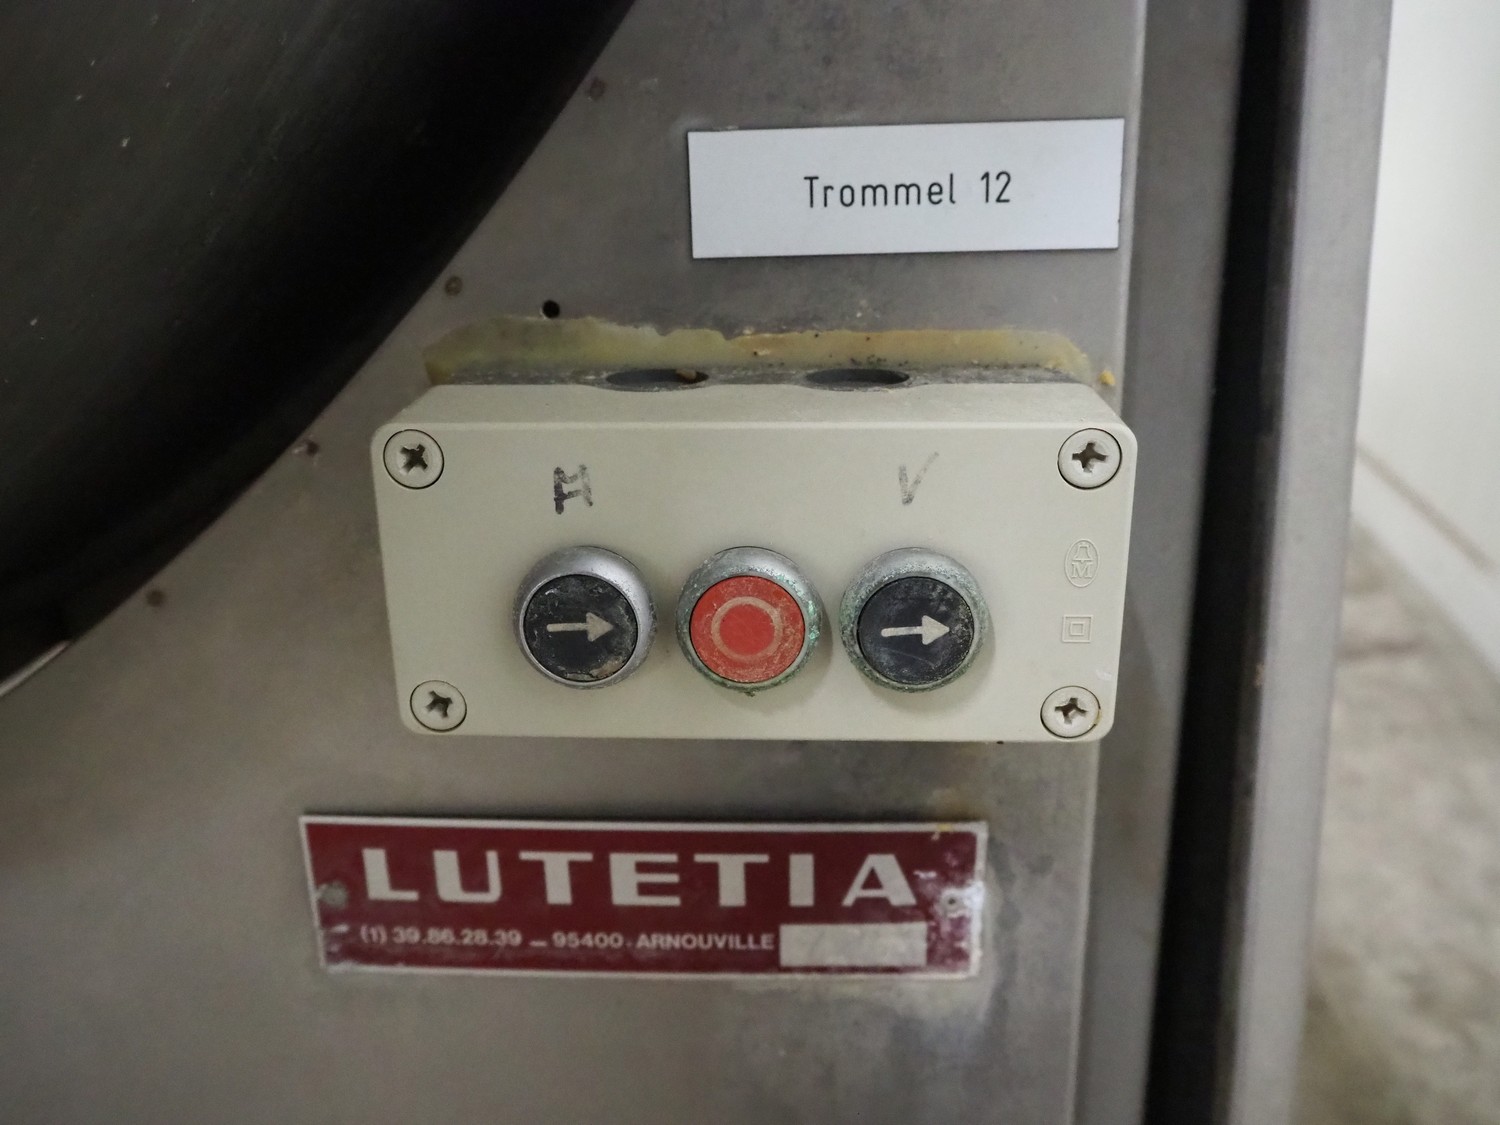 Trommel 12
H V
LUTETIA
(1) 39.86.28.39 – 95400. ARNOUVILLE